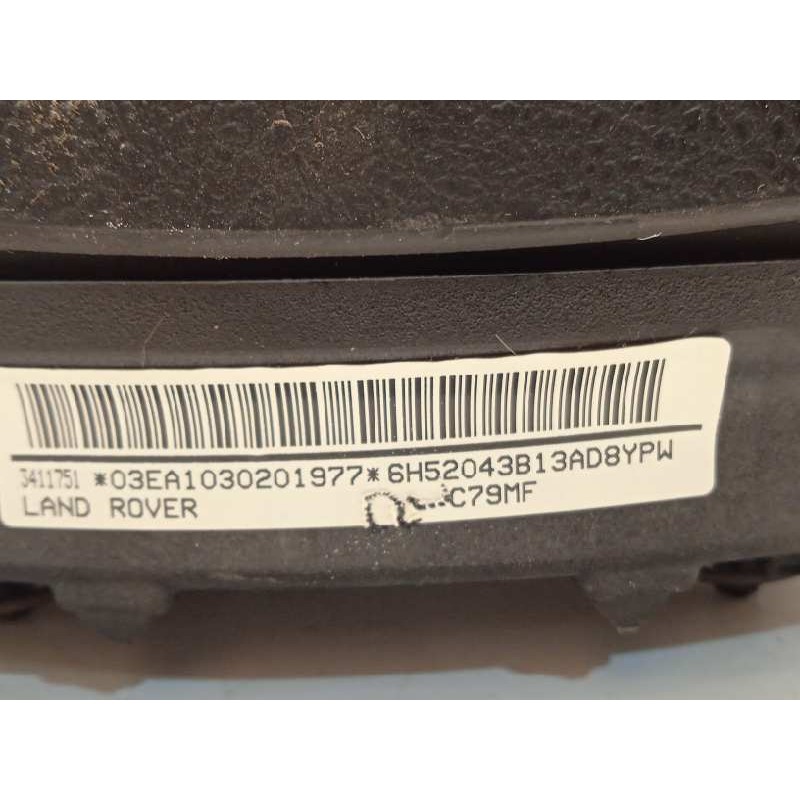 3411751 *03EA1030201977*6H52043B13AD8YPW
LAND ROVER C79MF